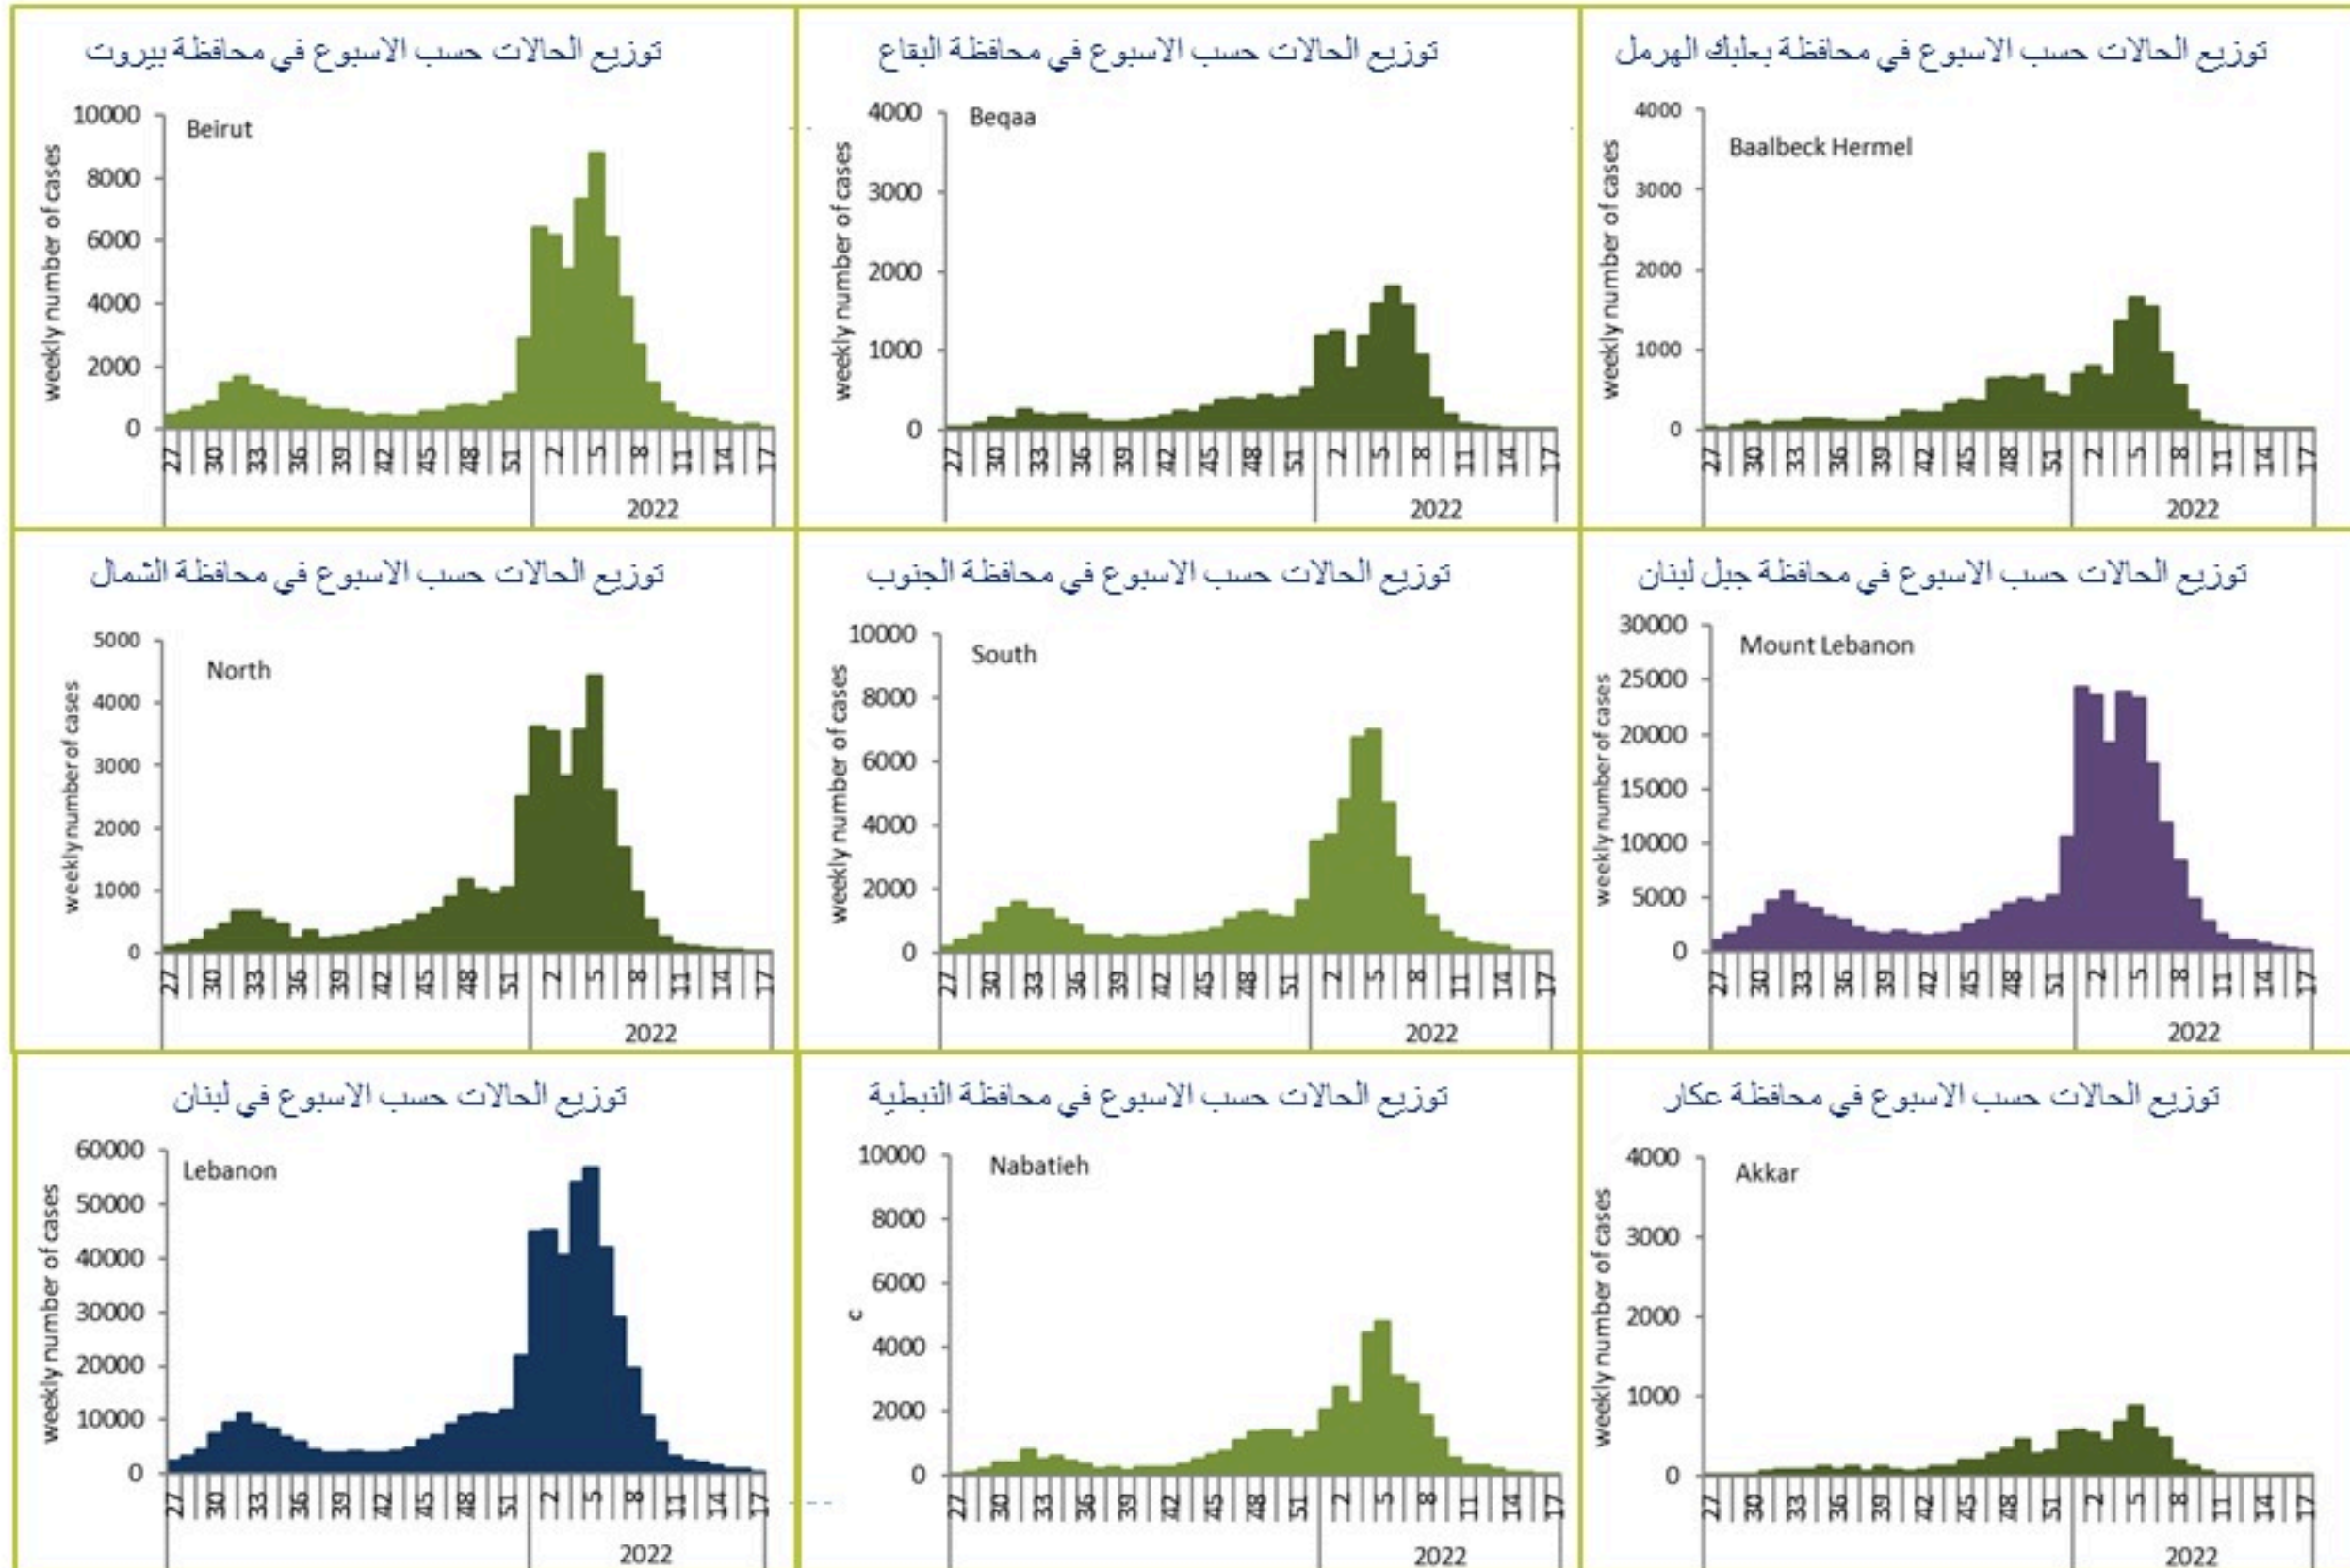 توزيع الحالات حسب الاسبوع في محافظة بيروت
Beirut
weekly number of cases
10000
8000
6000
4000
2000
0
27 30 33 36 39 42 45 48 51 2 5 8 11 14 17
2022
توزيع الحالات حسب الاسبوع في محافظة البقاع
Beqaa
weekly number of cases
4000
3000
2000
1000
0
27 30 33 36 39 42 45 48 51 2 5 8 11 14 17
2022
توزيع الحالات حسب الاسبوع في محافظة بعلبك الهرمل
Baalbeck Hermel
weekly number of cases
4000
3000
2000
1000
0
27 30 33 36 39 42 45 48 51 2 5 8 11 14 17
2022
توزيع الحالات حسب الاسبوع في محافظة الشمال
North
weekly number of cases
5000
4000
3000
2000
1000
0
27 30 33 36 39 42 45 48 51 2 5 8 11 14 17
2022
توزيع الحالات حسب الاسبوع في محافظة الجنوب
South
weekly number of cases
10000
8000
6000
4000
2000
0
27 30 33 36 39 42 45 48 51 2 5 8 11 14 17
2022
توزيع الحالات حسب الاسبوع في محافظة جبل لبنان
Mount Lebanon
weekly number of cases
30000
25000
20000
15000
10000
5000
0
27 30 33 36 39 42 45 48 51 2 5 8 11 14 17
2022
توزيع الحالات حسب الاسبوع في لبنان
Lebanon
weekly number of cases
60000
50000
40000
30000
20000
10000
0
27 30 33 36 39 42 45 48 51 2 5 8 11 14 17
2022
توزيع الحالات حسب الاسبوع في محافظة النبطية
Nabatieh
c
10000
8000
6000
4000
2000
0
27 30 33 36 39 42 45 48 51 2 5 8 11 14 17
2022
توزيع الحالات حسب الاسبوع في محافظة عكار
Akkar
weekly number of cases
4000
3000
2000
1000
0
27 30 33 36 39 42 45 48 51 2 5 8 11 14 17
2022